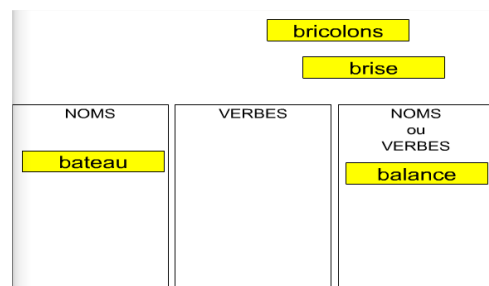 bricolons
brise
NOMS
bateau
VERBES
NOMS
ou
VERBES
balance